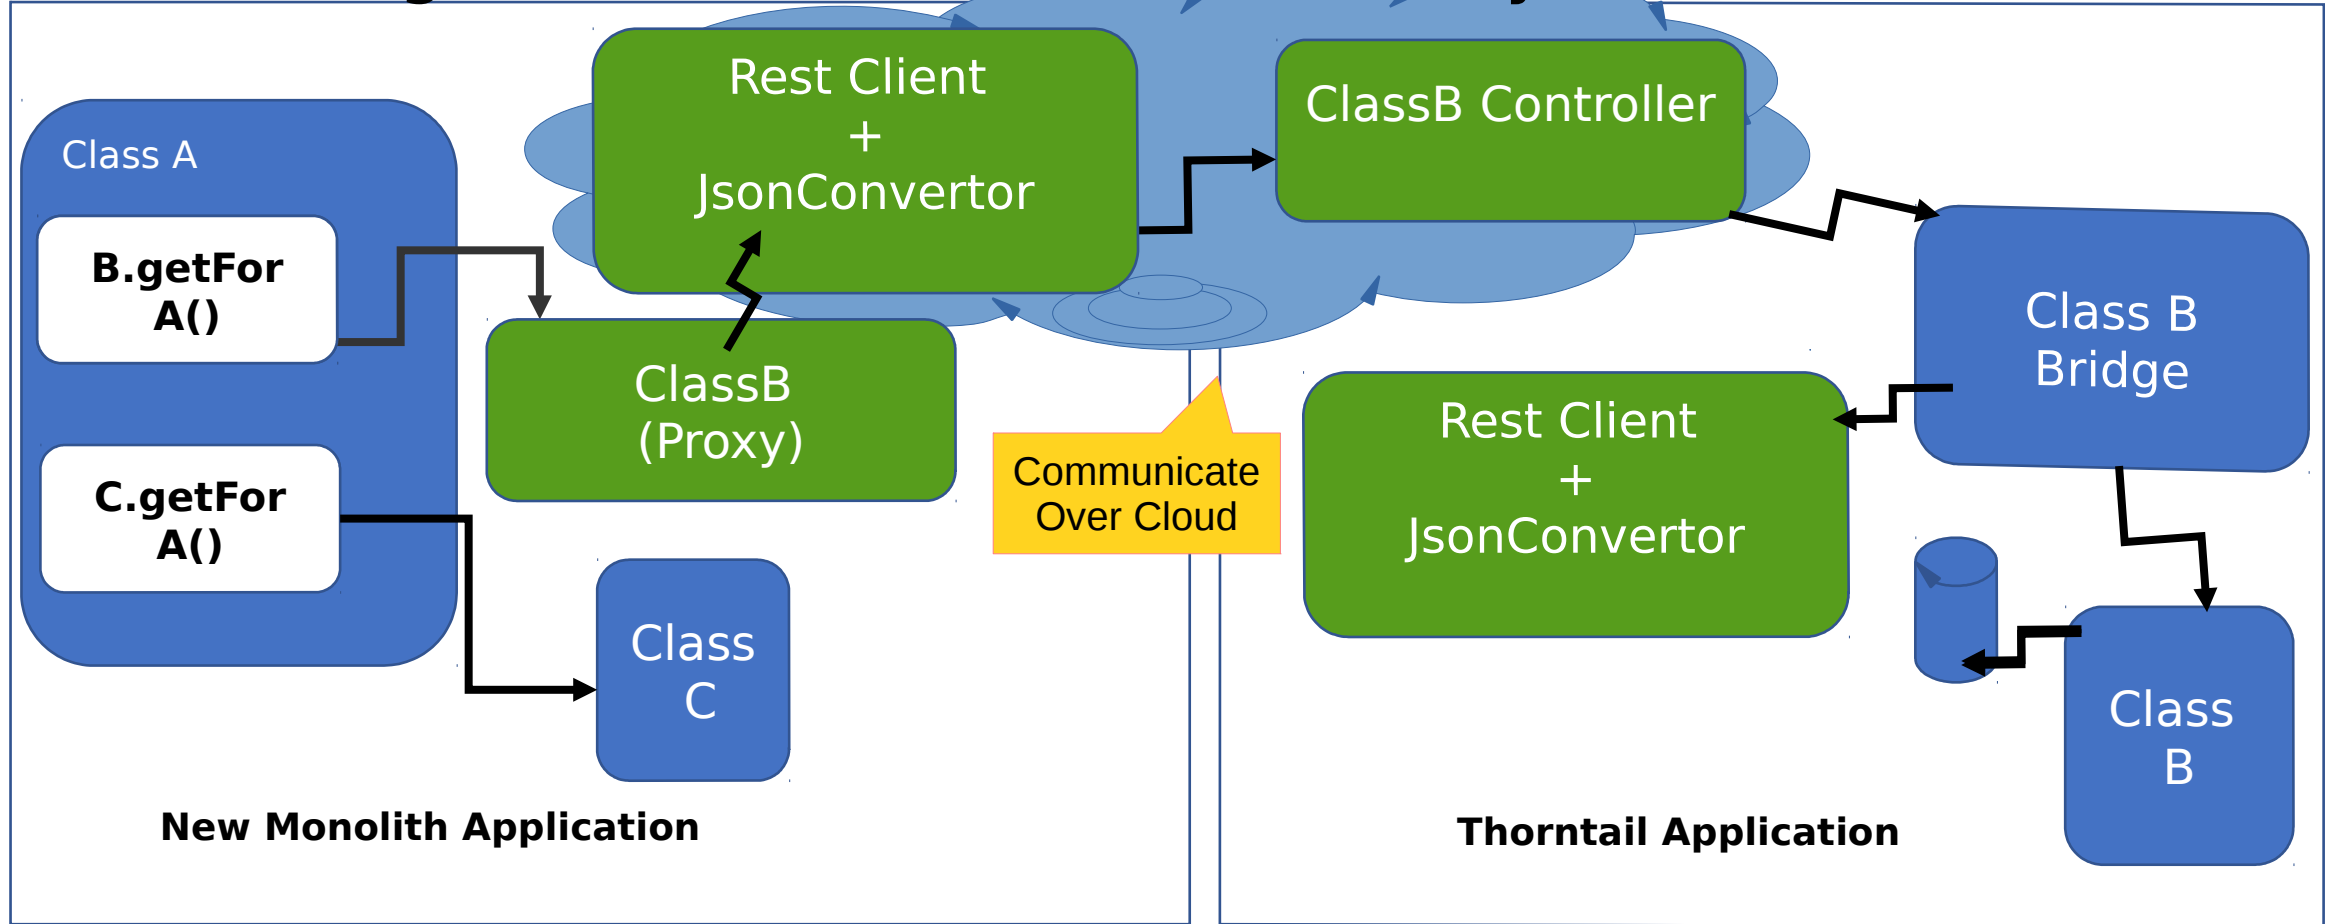 Class A
B.getFor
A()
C.getFor
A()
Rest Client
+
JsonConvertor
ClassB
(Proxy)
Class
C
New Monolith Application
Communicate
Over Cloud
ClassB Controller
Class B
Bridge
Rest Client
+
JsonConvertor
Class
B
Thorntail Application